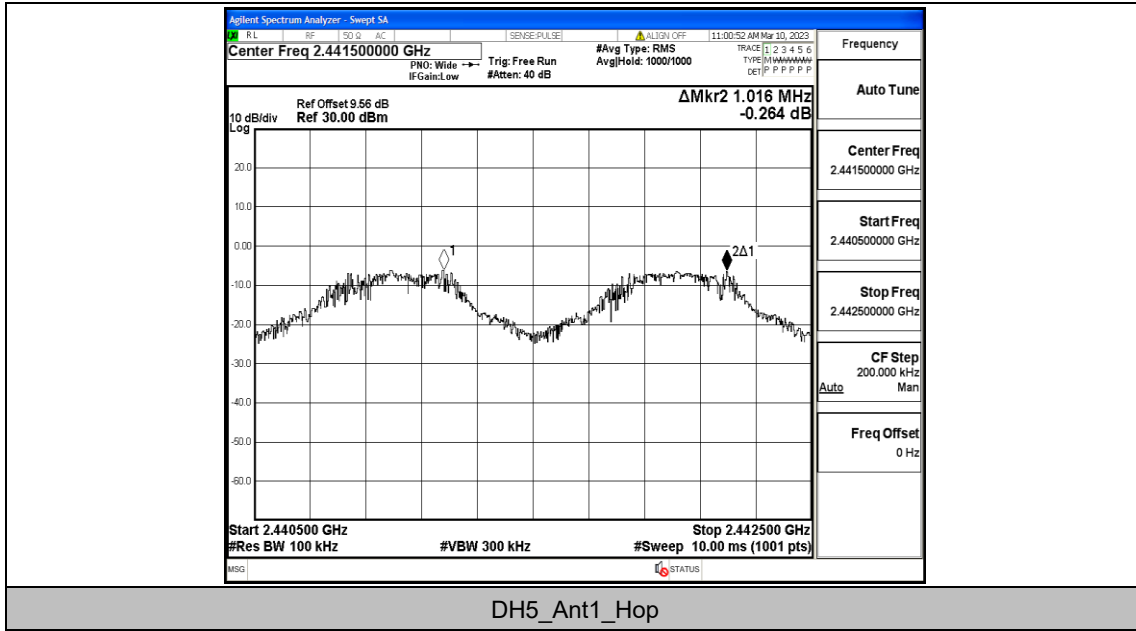 Agilent Spectrum Analyzer - Swept SA
RL RF 50 Ω AC SENSE:PULSE ALIGN OFF 11:00:52 AM Mar 10, 2023
Center Freq 2.441500000 GHz
PNO: Wide
IFGain:Low
Trig: Free Run
#Atten: 40 dB
#Avg Type: RMS
Avg|Hold: 1000/1000
TRACE 1 2 3 4 5 6
TYPE M WWWWW
DET P P P P P P
Ref Offset 9.56 dB
10 dB/div Ref 30.00 dBm
Log
ΔMkr2 1.016 MHz
-0.264 dB
20.0
10.0
0.00
-10.0
-20.0
-30.0
-40.0
-50.0
-60.0
1
2Δ1
Start 2.440500 GHz Stop 2.442500 GHz
#Res BW 100 kHz #VBW 300 kHz #Sweep 10.00 ms (1001 pts)
MSG STATUS
Frequency
Auto Tune
Center Freq
2.441500000 GHz
Start Freq
2.440500000 GHz
Stop Freq
2.442500000 GHz
CF Step
200.000 kHz
Auto Man
Freq Offset
0 Hz
DH5_Ant1_Hop